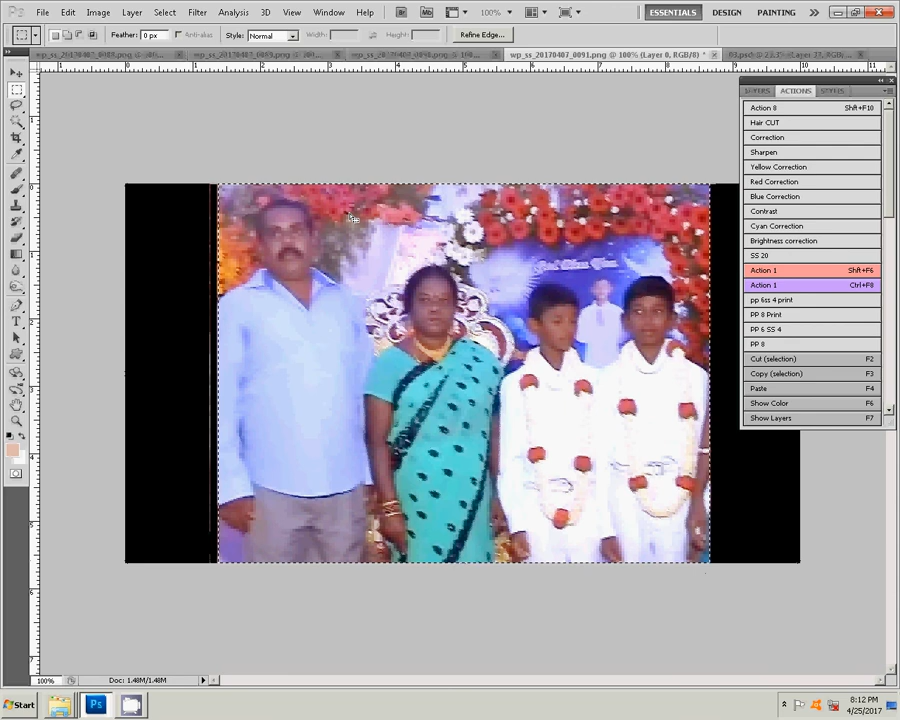 Ps File Edit Image Layer Select Filter Analysis 3D View Window Help Br Mb 100% ESSENTIALS DESIGN PAINTING
Feather: 0 px Anti-alias Style: Normal Width: Height: Refine Edge...
wp_ss_20170407_0091.png @ 100% (Layer 0, RGB/8) *
LAYERS ACTIONS STYLES
Action 8 Shft+F10
Hair CUT
Correction
Sharpen
Yellow Correction
Red Correction
Blue Correction
Contrast
Cyan Correction
Brightness correction
SS 20
Action 1 Shft+F6
Action 1 Ctrl+F8
pp 6ss 4 print
PP 8 Print
PP 6 SS 4
PP 8
Cut (selection) F2
Copy (selection) F3
Paste F4
Show Color F6
Show Layers F7
100% Doc: 1.48M/1.48M
Start Ps 8:12 PM
4/25/2017